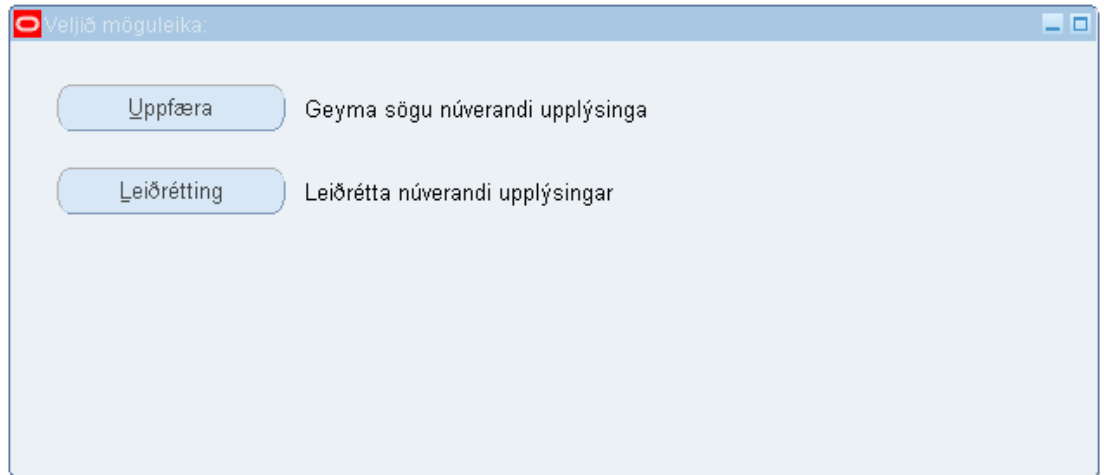 Veljið möguleika:
Uppfæra Geyma sögu núverandi upplýsinga
Leiðrétting Leiðrétta núverandi upplýsingar